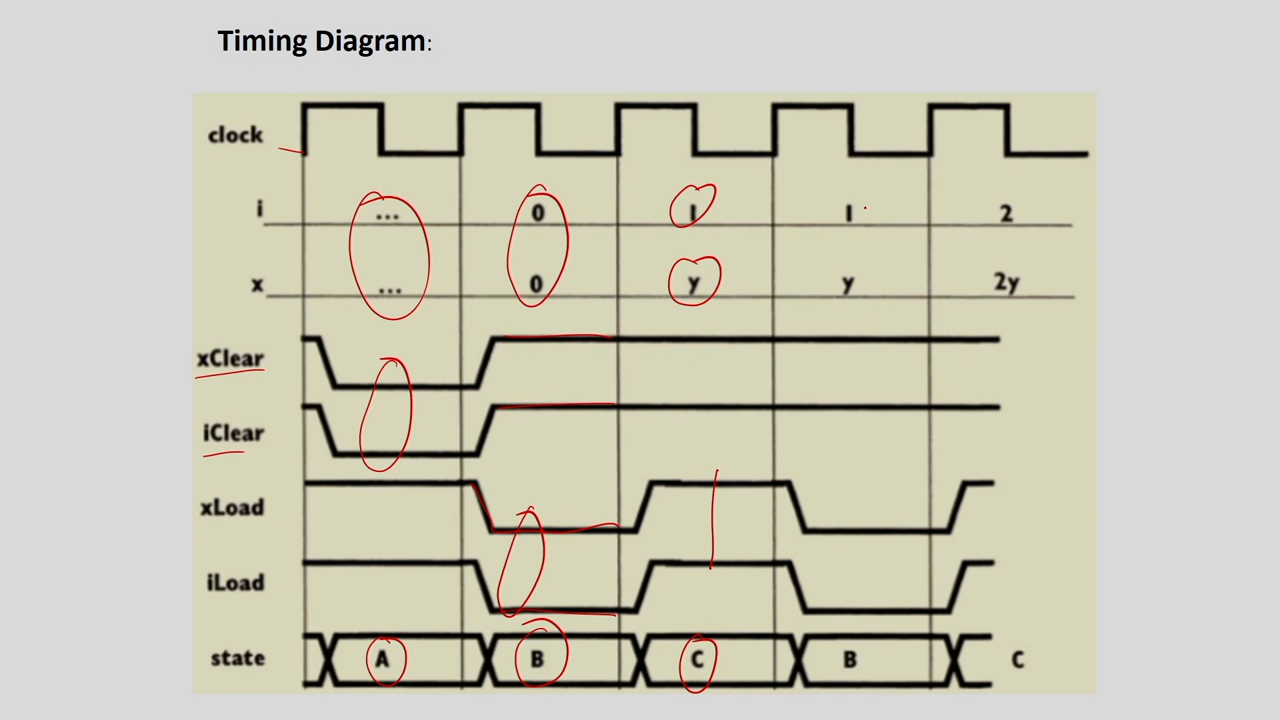 Timing Diagram:
clock
i ... 0 1 1 2
x ... 0 y y 2y
xClear
iClear
xLoad
iLoad
state A B C B C